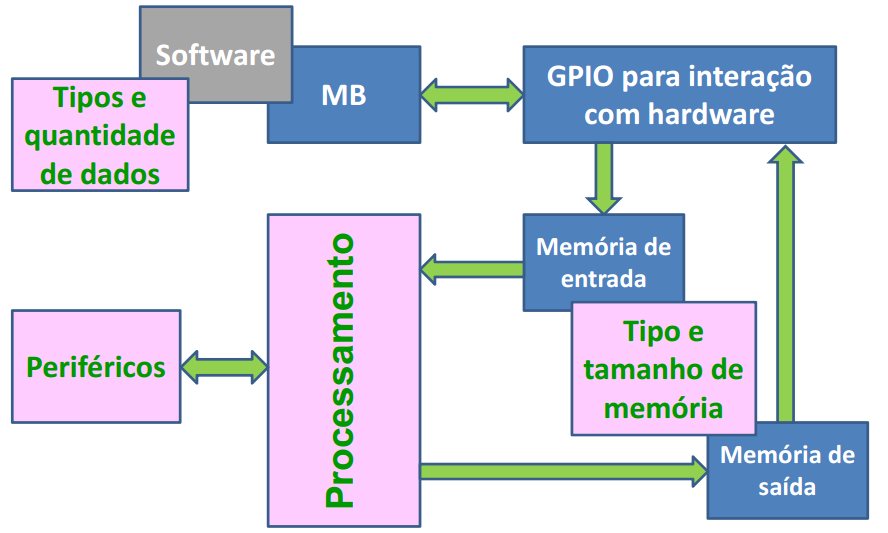 Software
MB
GPIO para interação
com hardware
Tipos e
quantidade
de dados
Memória de
entrada
Processamento
Periféricos
Tipo e
tamanho de
memória
Memória de
saída